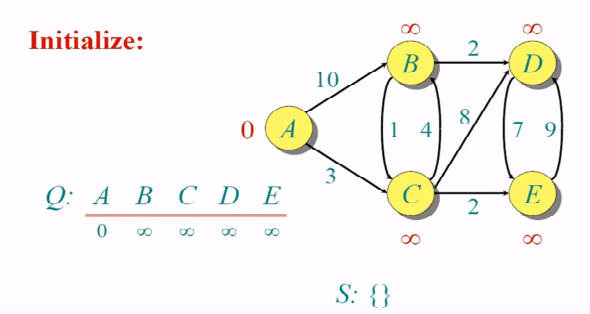 Initialize:
∞ ∞
B 2 D
10
0 A 1 4 8 7 9
3
Q: A B C D E
C 2 E
0 ∞ ∞ ∞ ∞
∞ ∞
S: {}